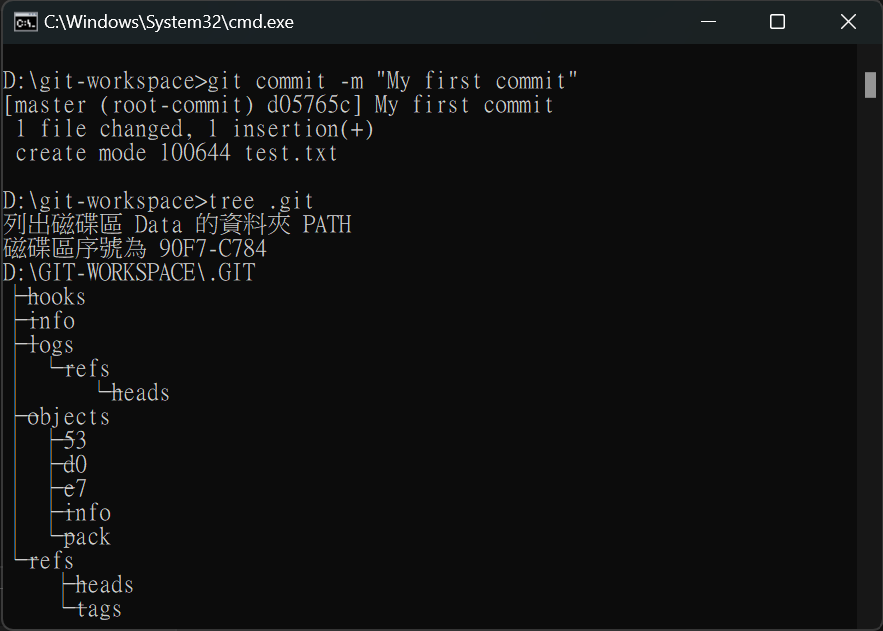 C:\Windows\System32\cmd.exe
D:\git-workspace>git commit -m "My first commit"
[master (root-commit) d05765c] My first commit
 1 file changed, 1 insertion(+)
 create mode 100644 test.txt
D:\git-workspace>tree .git
列出磁碟區 Data 的資料夾 PATH
磁碟區序號為 90F7-C784
D:\GIT-WORKSPACE\.GIT
├─hooks
├─info
├─logs
│  └─refs
│      └─heads
├─objects
│  ├─53
│  ├─d0
│  ├─e7
│  ├─info
│  └─pack
└─refs
    ├─heads
    └─tags